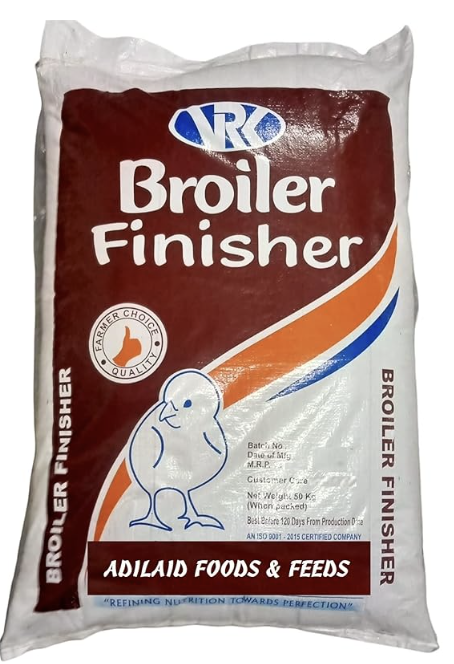 VRK
Broiler
Finisher
FARMER CHOICE
QUALITY
BROILER FINISHER
BROILER FINISHER
Batch No :
Date of Mfg
M.R.P.
Customer Care
Net Weight 50 Kg
(When packed)
Best Before 120 Days From Production Date
AN ISO 9001 - 2015 CERTIFIED COMPANY
ADILAID FOODS & FEEDS
"REFINING NUTRITION TOWARDS PERFECTION"